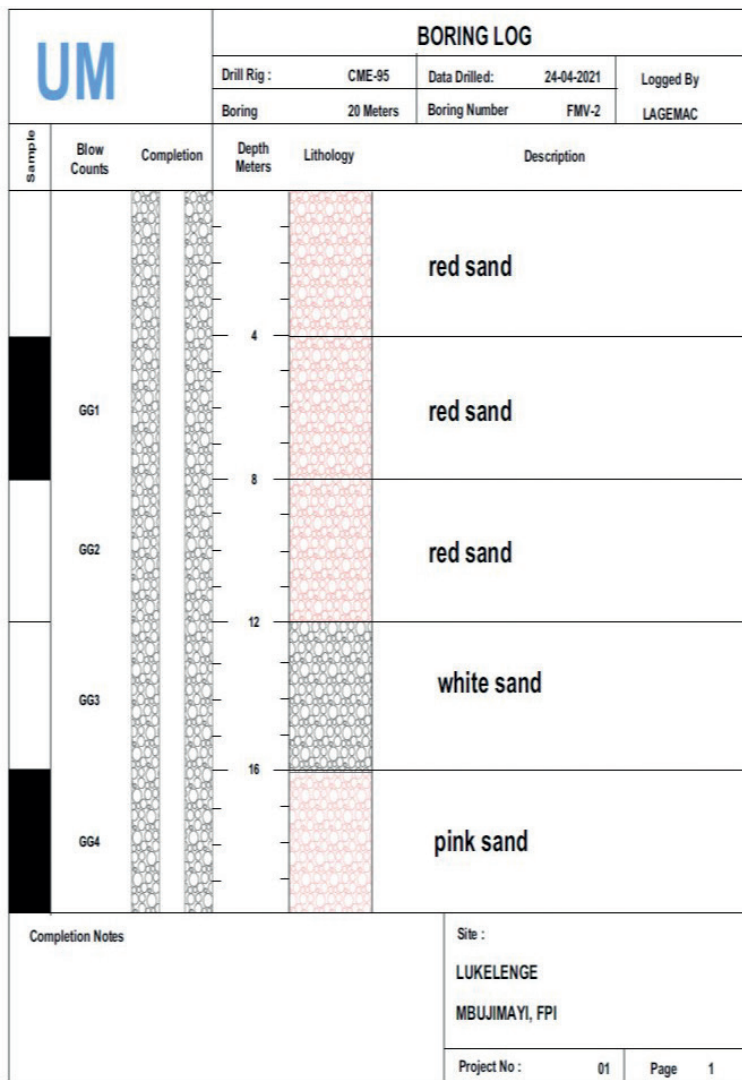 UM
BORING LOG
Drill Rig : CME-95 Data Drilled: 24-04-2021 Logged By
Boring 20 Meters Boring Number FMV-2 LAGEMAC
Sample Blow Counts Completion Depth Meters Lithology Description
red sand
4
GG1 red sand
8
GG2 red sand
12
GG3 white sand
16
GG4 pink sand
Completion Notes
Site :
LUKELENGE
MBUJIMAYI, FPI
Project No : 01 Page 1